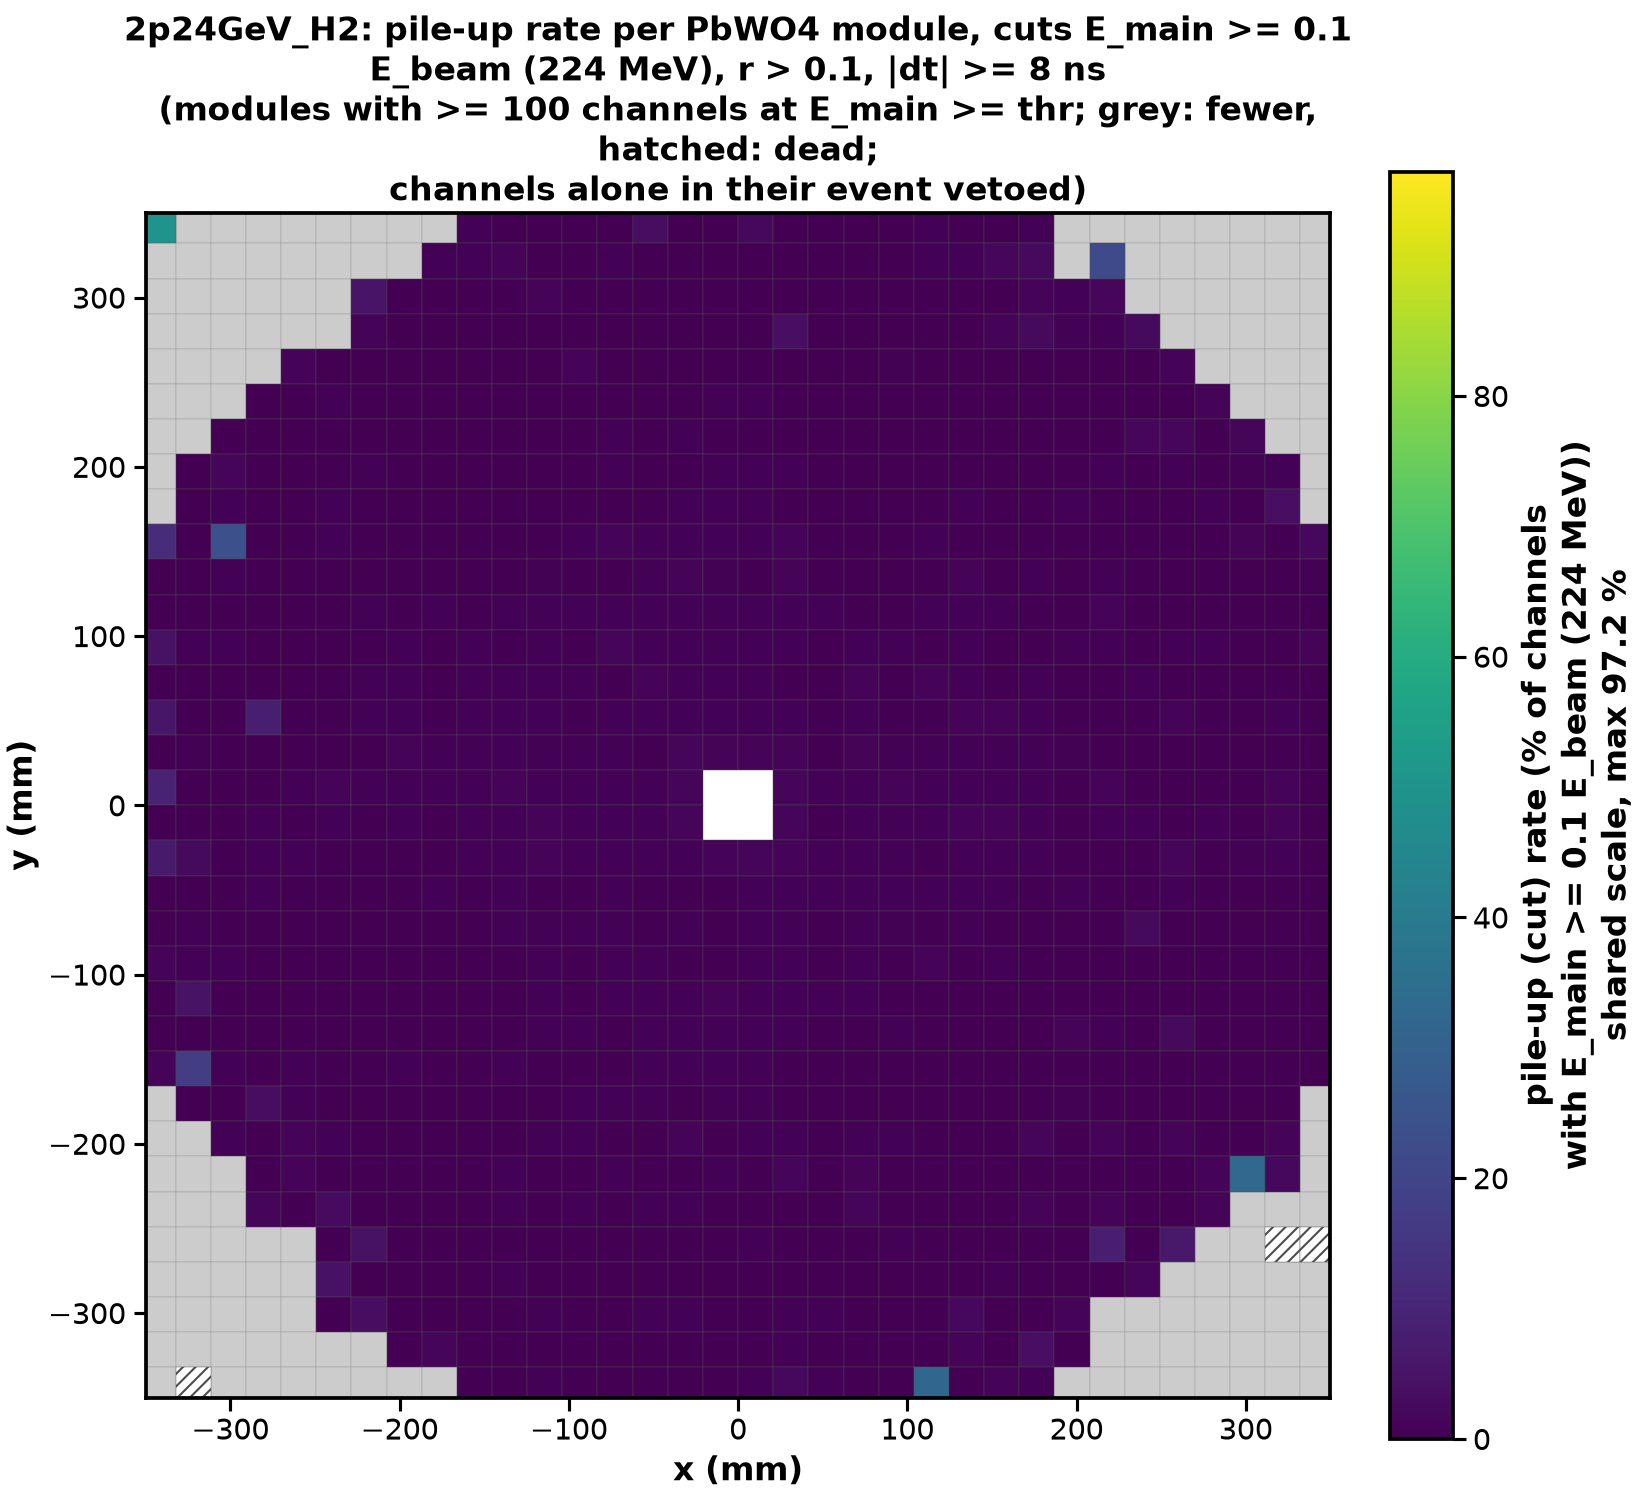 2p24GeV_H2: pile-up rate per PbWO4 module, cuts E_main >= 0.1
E_beam (224 MeV), r > 0.1, |dt| >= 8 ns
(modules with >= 100 channels at E_main >= thr; grey: fewer,
hatched: dead;
channels alone in their event vetoed)
300
200
100
0
−100
−200
−300
y (mm)
−300
−200
−100
0
100
200
300
x (mm)
80
60
40
20
0
pile-up (cut) rate (% of channels
with E_main >= 0.1 E_beam (224 MeV))
shared scale, max 97.2 %